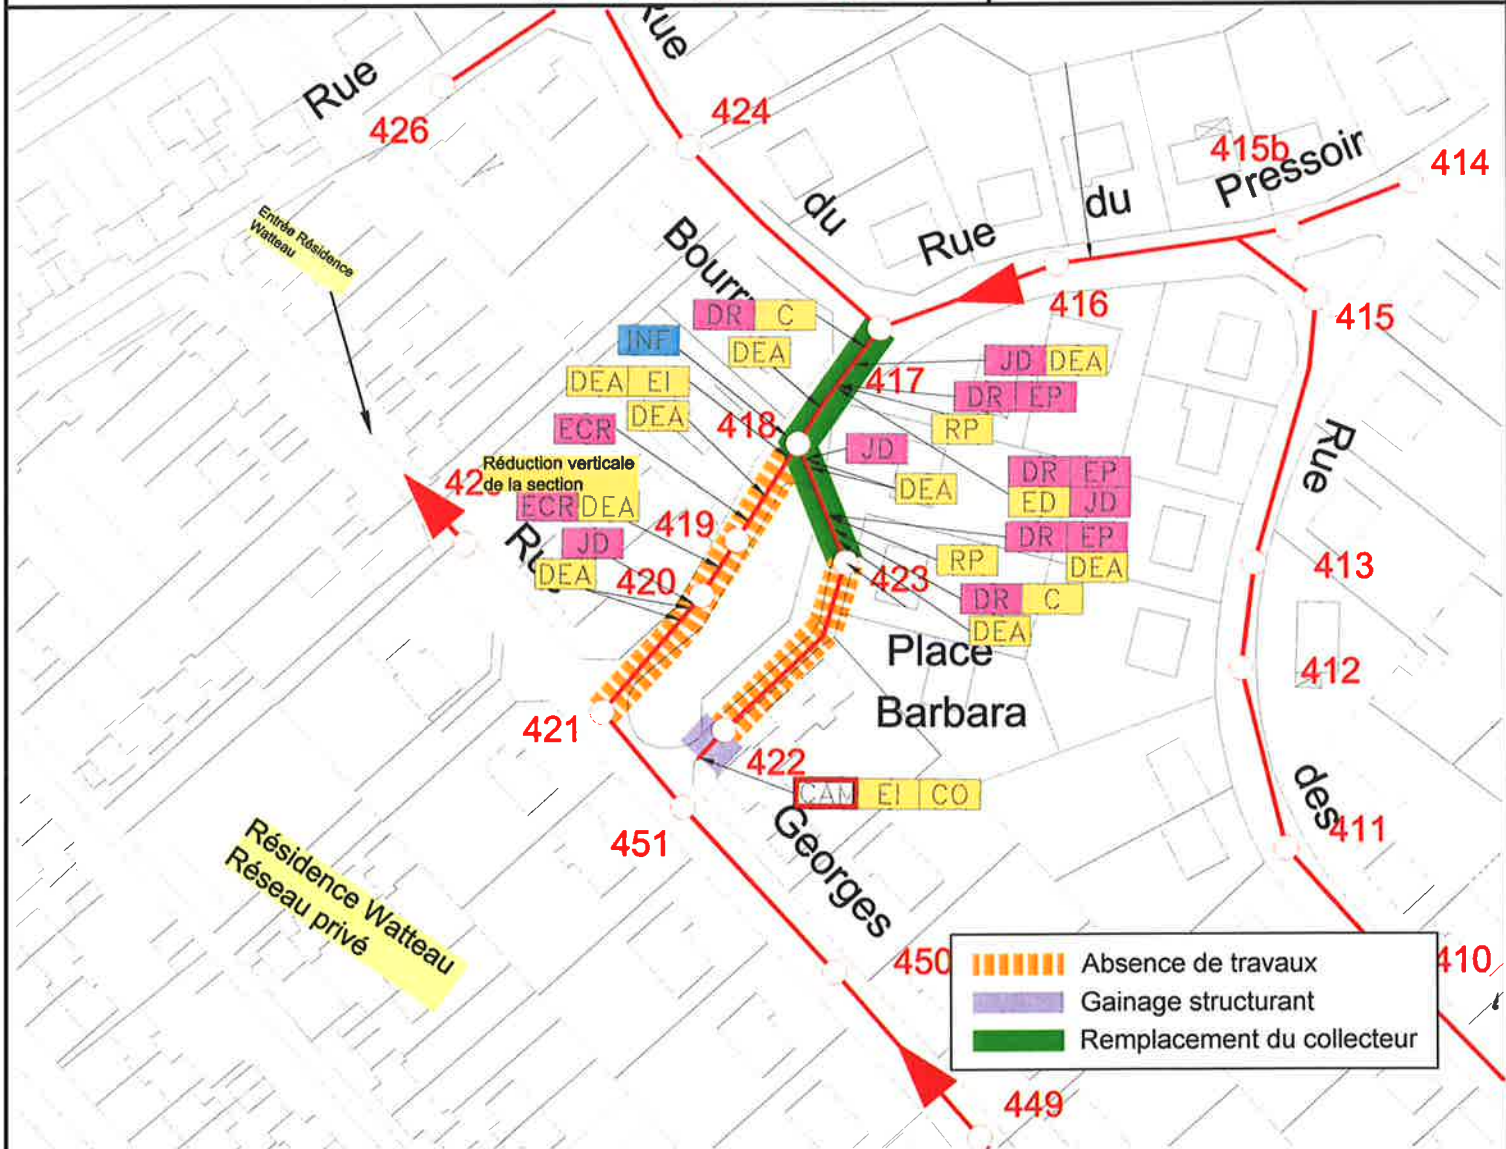 Rue
Rue
426
424
415b
414
Pressoir
du
du
Rue
Entrée Résidence
Watteau
416
415
DR C
INF
DEA
DEA EI
DEA
ECR
418
417
JD DEA
DR EP
RP
JD
DEA
DR EP
ED JD
DR EP
RP
DEA
DR C
DEA
423
Réduction verticale
de la section
ECR DEA
419
JD
DEA
420
Rue
413
412
des
411
Place
Barbara
421
422
CAM EI CO
451
Georges
Résidence Watteau
Réseau privé
450
410
449
Absence de travaux
Gainage structurant
Remplacement du collecteur